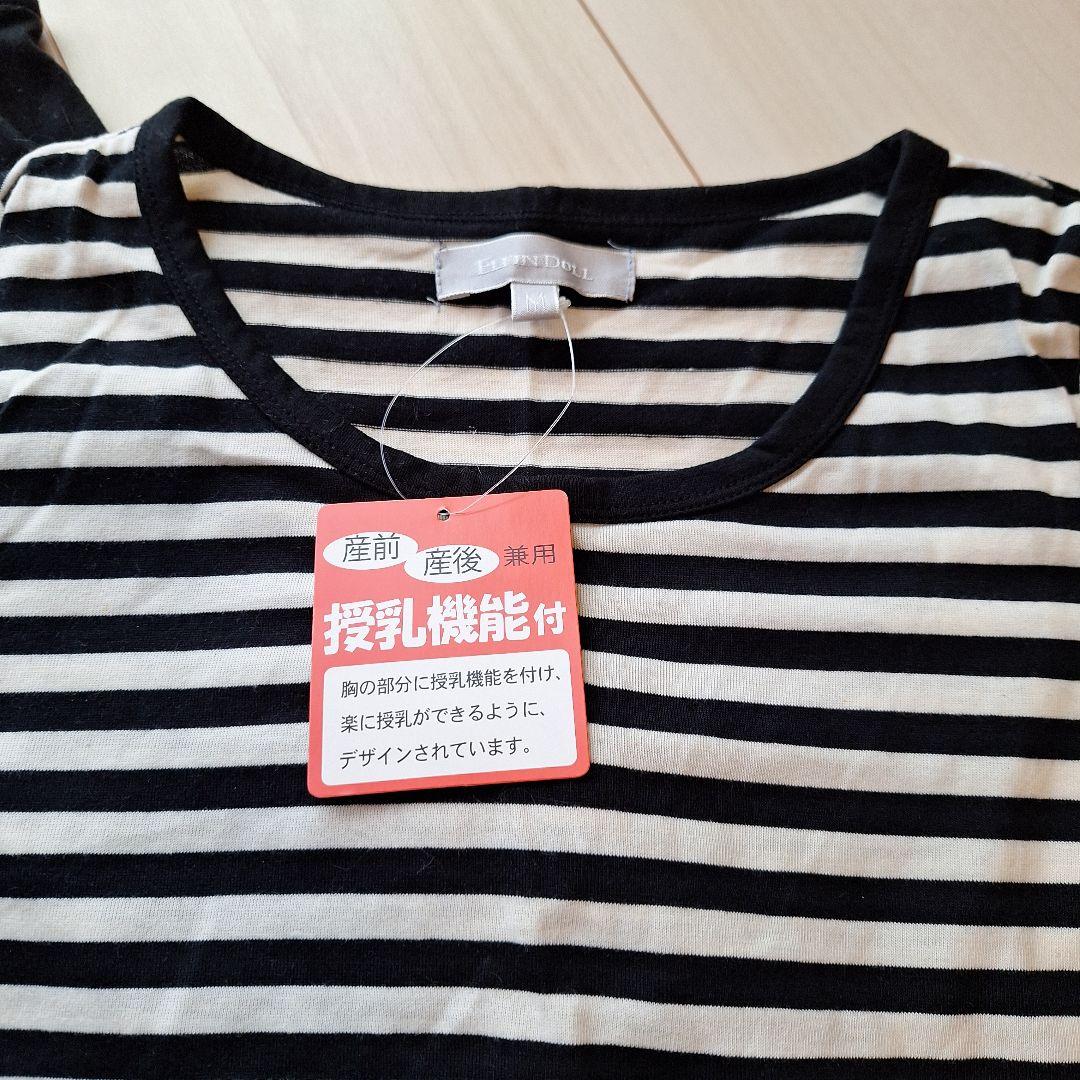 ELFIN DOLL
M
産前 産後 兼用
授乳機能付
胸の部分に授乳機能を付け、
楽に授乳ができるように、
デザインされています。